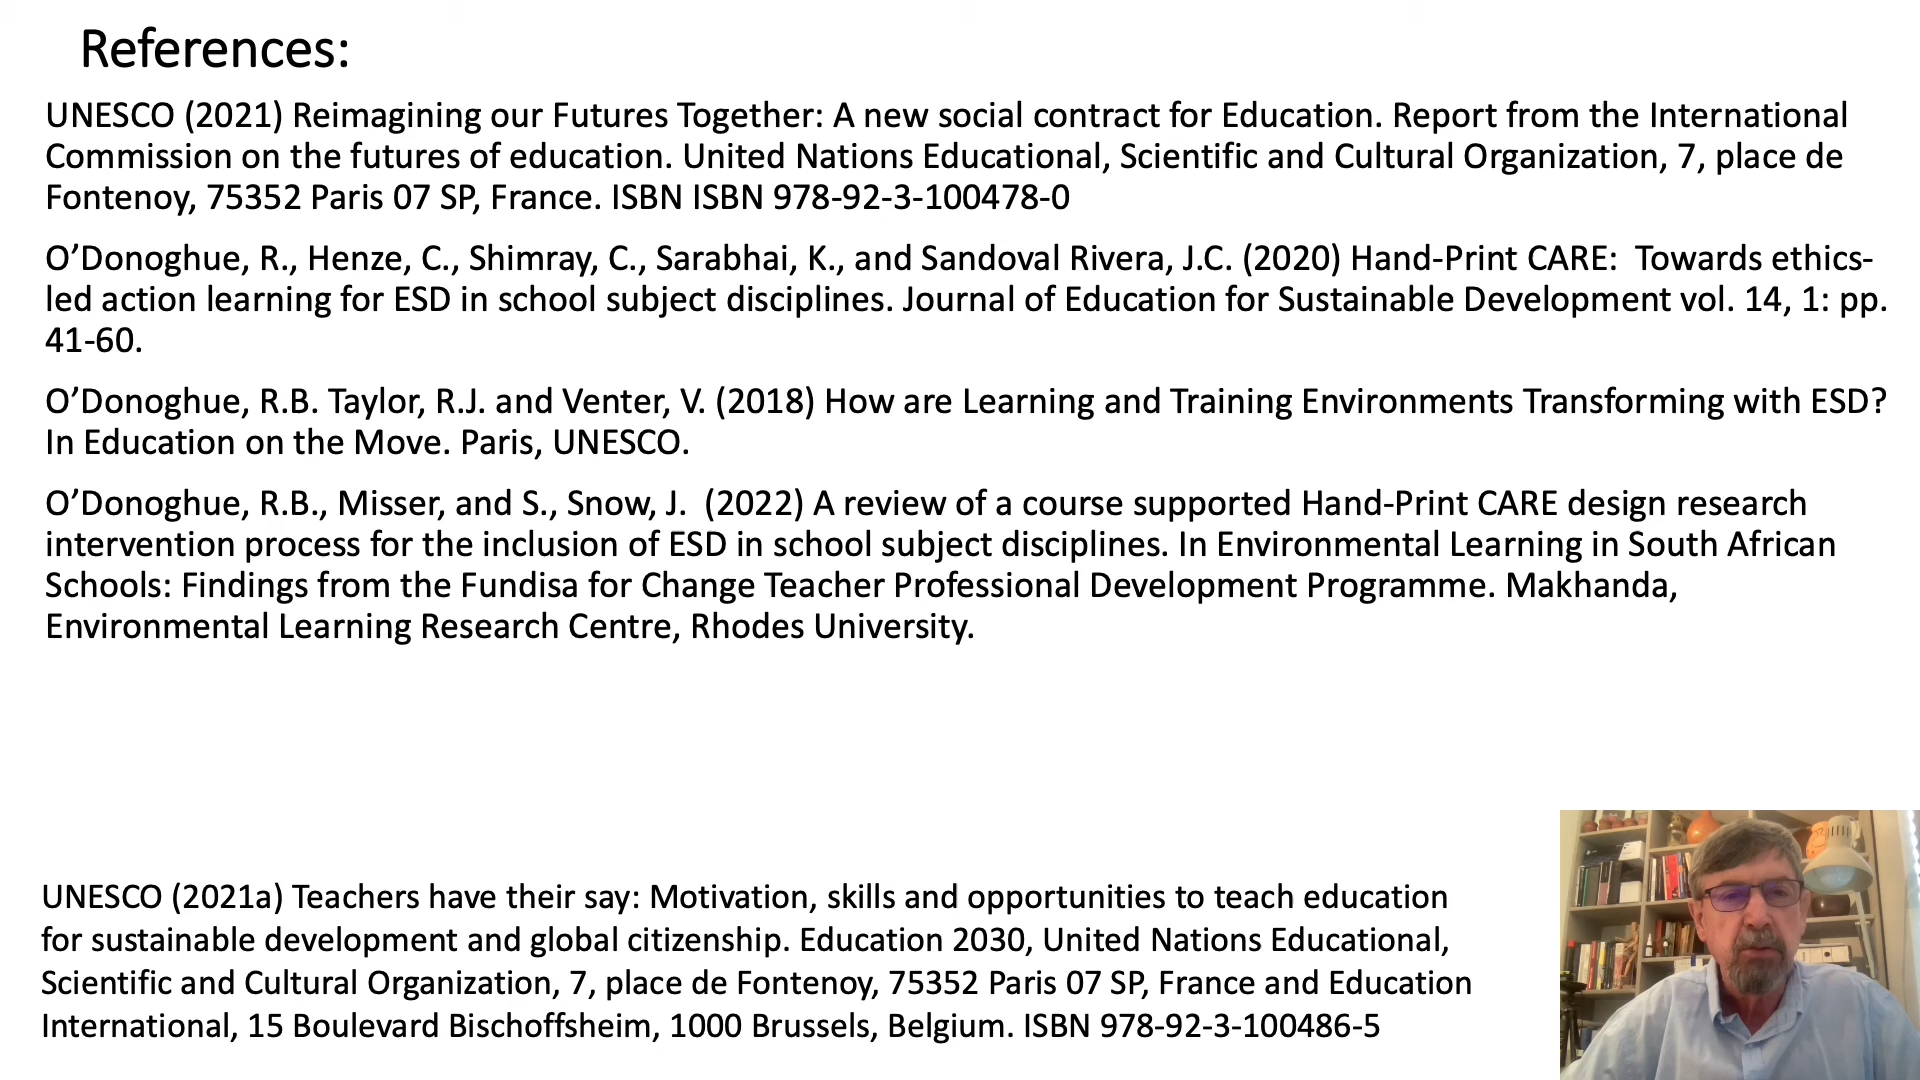 References:
UNESCO (2021) Reimagining our Futures Together: A new social contract for Education. Report from the International
Commission on the futures of education. United Nations Educational, Scientific and Cultural Organization, 7, place de
Fontenoy, 75352 Paris 07 SP, France. ISBN ISBN 978-92-3-100478-0
O’Donoghue, R., Henze, C., Shimray, C., Sarabhai, K., and Sandoval Rivera, J.C. (2020) Hand-Print CARE:  Towards ethics-
led action learning for ESD in school subject disciplines. Journal of Education for Sustainable Development vol. 14, 1: pp.
41-60.
O’Donoghue, R.B. Taylor, R.J. and Venter, V. (2018) How are Learning and Training Environments Transforming with ESD?
In Education on the Move. Paris, UNESCO.
O’Donoghue, R.B., Misser, and S., Snow, J.  (2022) A review of a course supported Hand-Print CARE design research
intervention process for the inclusion of ESD in school subject disciplines. In Environmental Learning in South African
Schools: Findings from the Fundisa for Change Teacher Professional Development Programme. Makhanda,
Environmental Learning Research Centre, Rhodes University.
UNESCO (2021a) Teachers have their say: Motivation, skills and opportunities to teach education
for sustainable development and global citizenship. Education 2030, United Nations Educational,
Scientific and Cultural Organization, 7, place de Fontenoy, 75352 Paris 07 SP, France and Education
International, 15 Boulevard Bischoffsheim, 1000 Brussels, Belgium. ISBN 978-92-3-100486-5